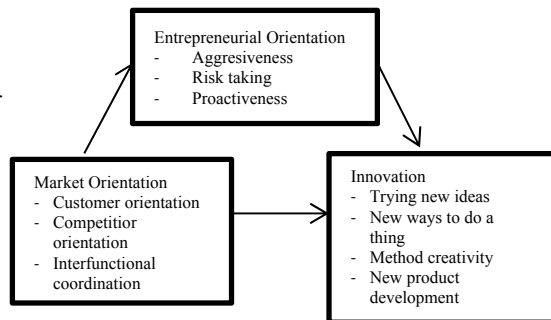 Entrepreneurial Orientation
- Aggresiveness
- Risk taking
- Proactiveness
Market Orientation
- Customer orientation
- Competitior
orientation
- Interfunctional
coordination
Innovation
- Trying new ideas
- New ways to do a
thing
- Method creativity
- New product
development